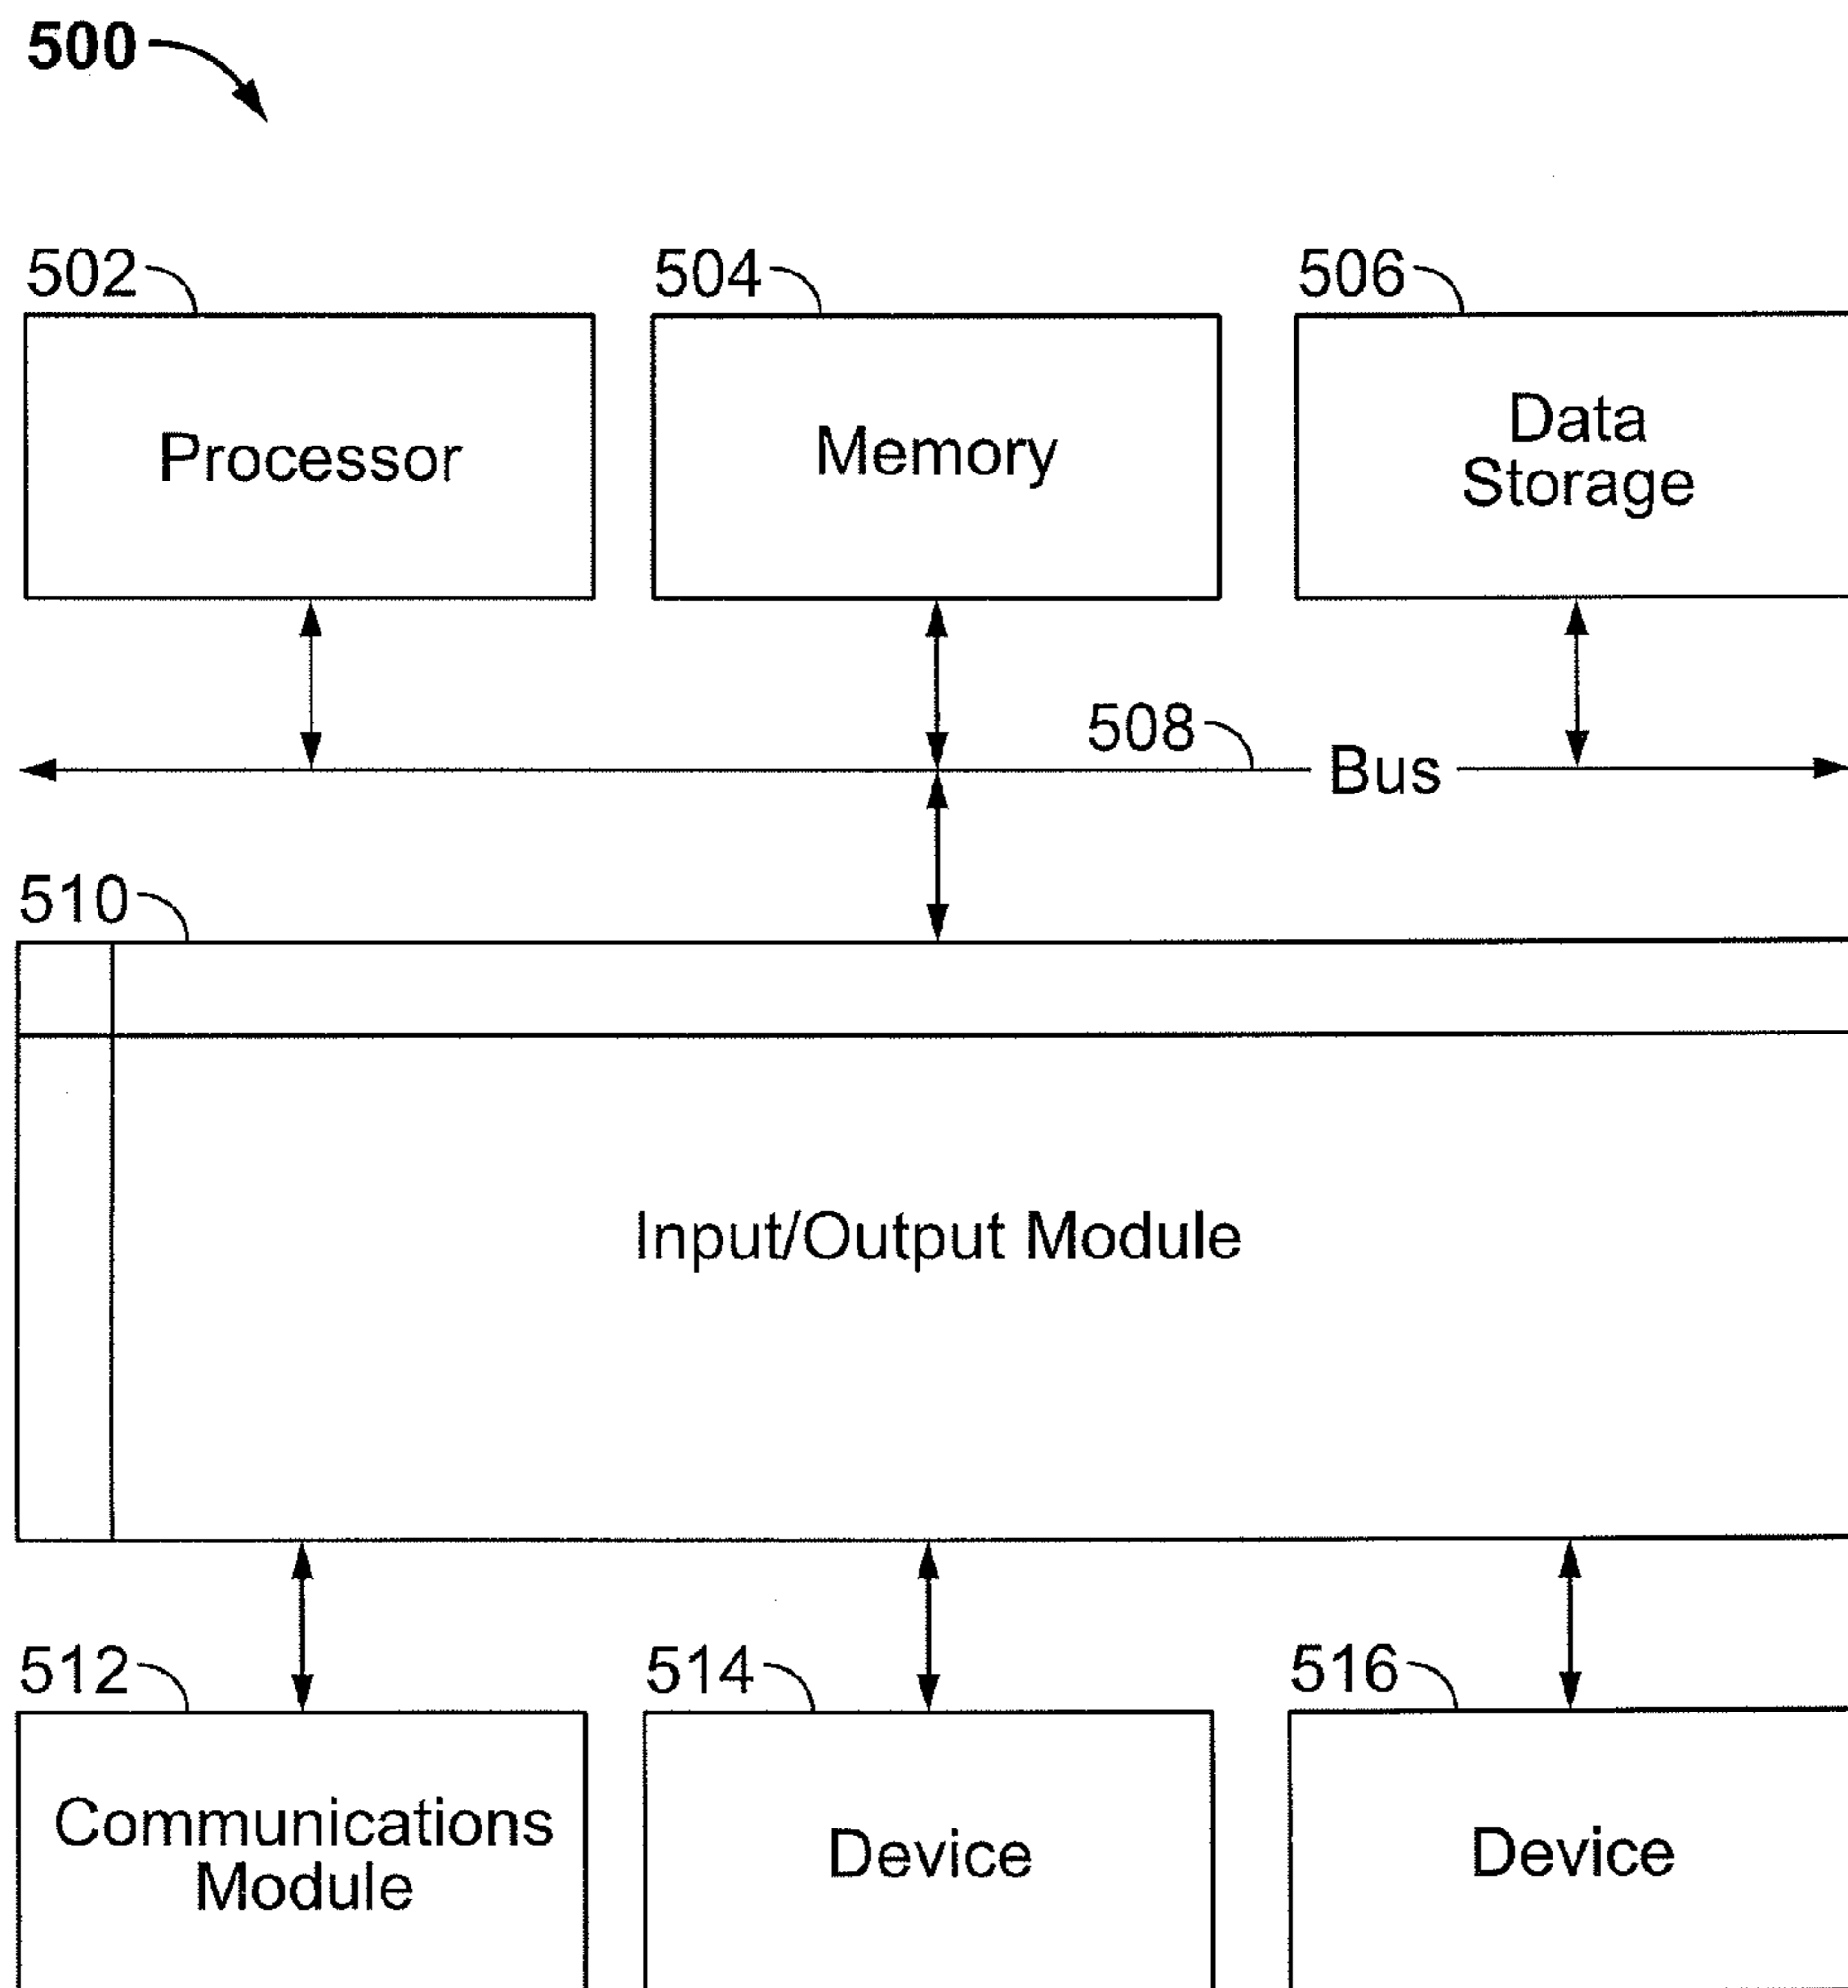 500
502
504
506
Processor
Memory
Data
Storage
508
Bus
510
Input/Output Module
512
514
516
Communications
Module
Device
Device